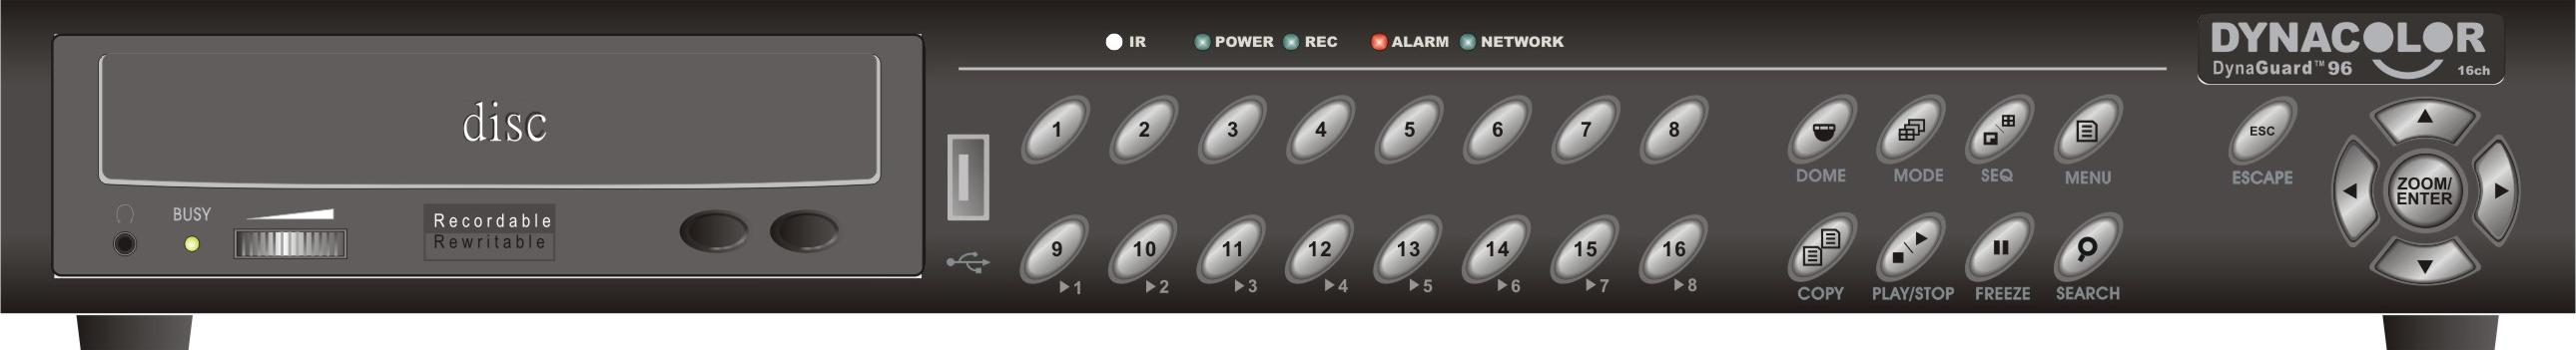 disc
BUSY
Recordable
Rewritable
IR POWER REC ALARM NETWORK
DYNACOLOR
DynaGuard™96 16ch
1 2 3 4 5 6 7 8
DOME MODE SEQ MENU
ESC
ESCAPE
ZOOM/
ENTER
9 10 11 12 13 14 15 16
▶1 ▶2 ▶3 ▶4 ▶5 ▶6 ▶7 ▶8
COPY PLAY/STOP FREEZE SEARCH